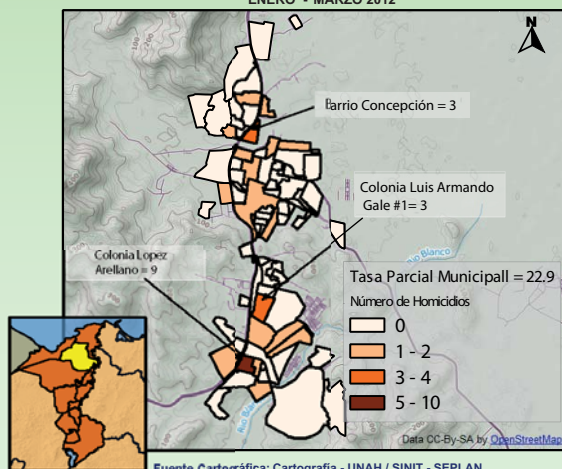 ENERO - MARZO 2012
N
Barrio Concepción = 3
Colonia Luis Armando
Gale #1= 3
Colonia Lopez
Arellano = 9
Rio Blanco
Tasa Parcial Municipall = 22.9
Número de Homicidios
0
1 - 2
3 - 4
5 - 10
Data CC-By-SA by OpenStreetMap
Fuente Cartográfica: Cartografía - UNAH / SINIT - SEPLAN